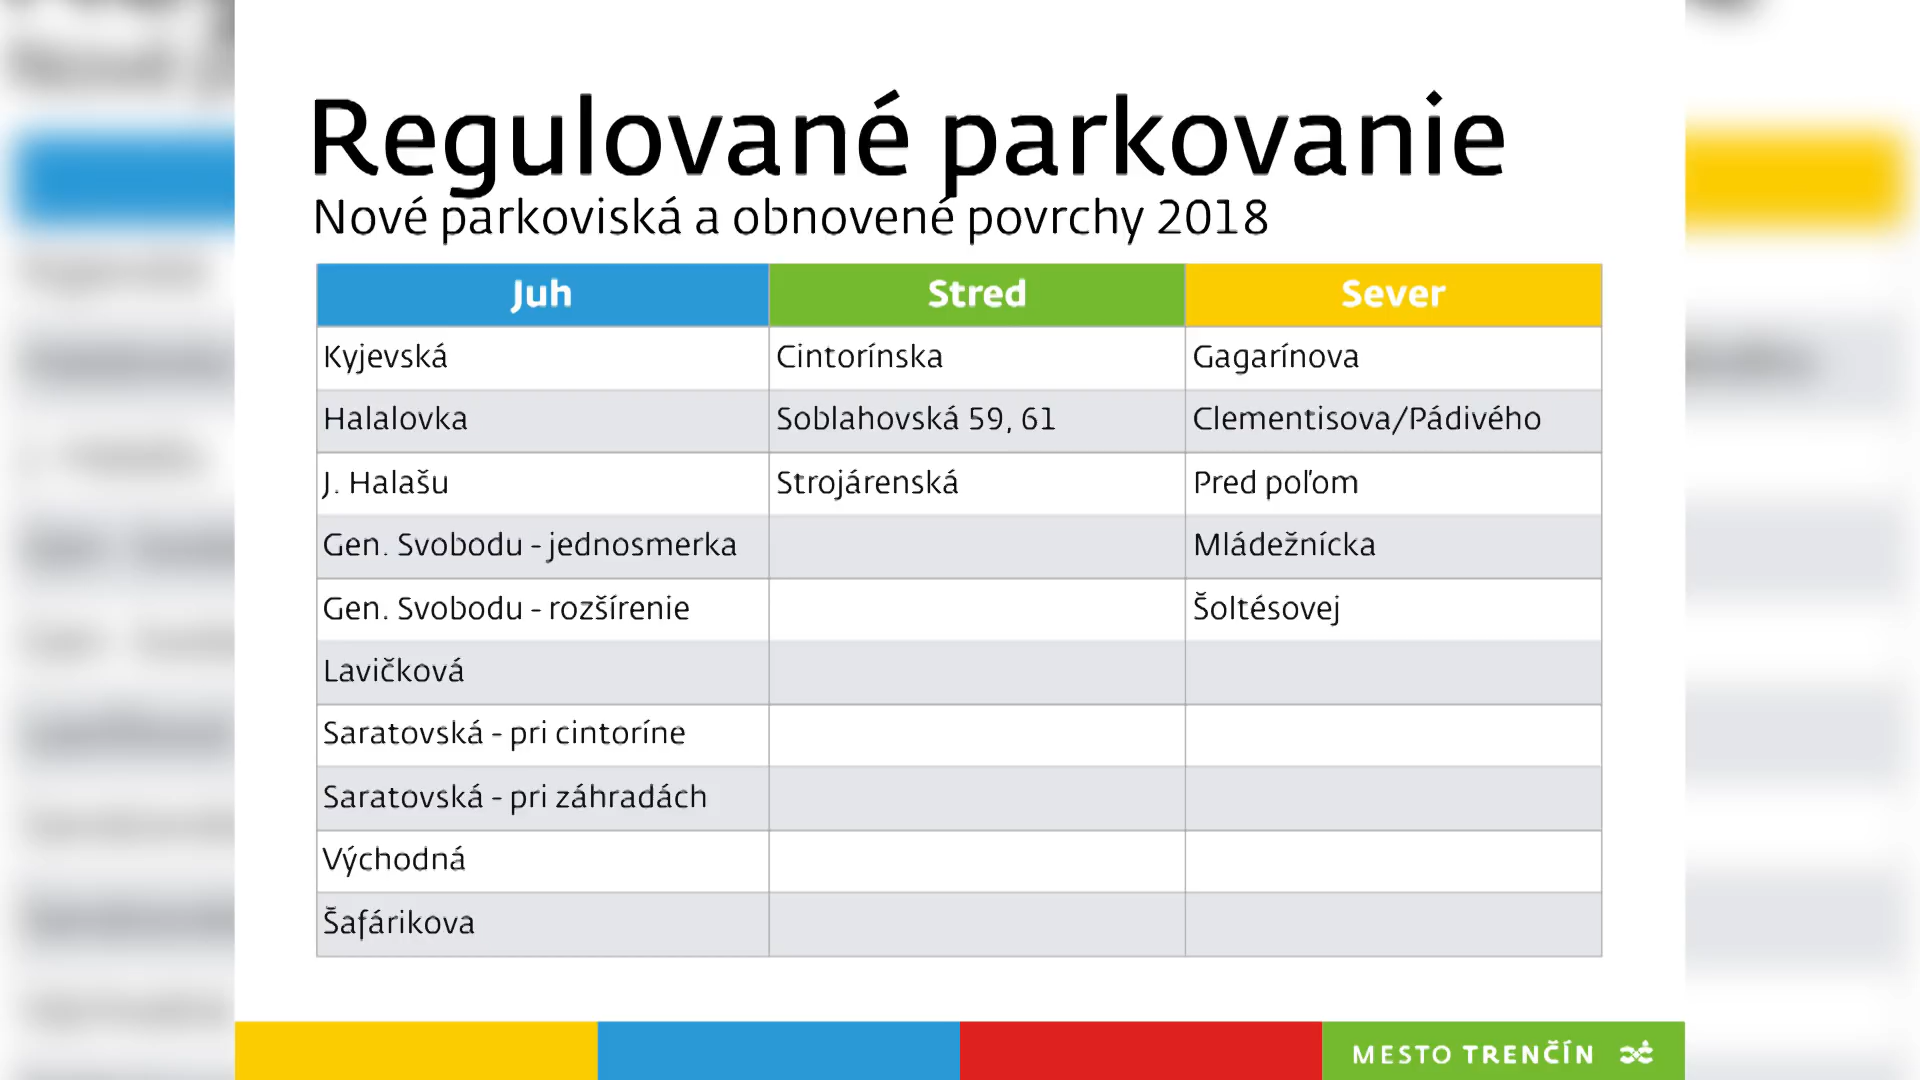 Regulované parkovanie
Nové parkoviská a obnovené povrchy 2018
Juh Stred Sever
Kyjevská Cintorínska Gagarínova
Halalovka Soblahovská 59, 61 Clementisova/Pádivého
J. Halašu Strojárenská Pred poľom
Gen. Svobodu - jednosmerka Mládežnícka
Gen. Svobodu - rozšírenie Šoltésovej
Lavičková
Saratovská - pri cintoríne
Saratovská - pri záhradách
Východná
Šafárikova
MESTO TRENČÍN